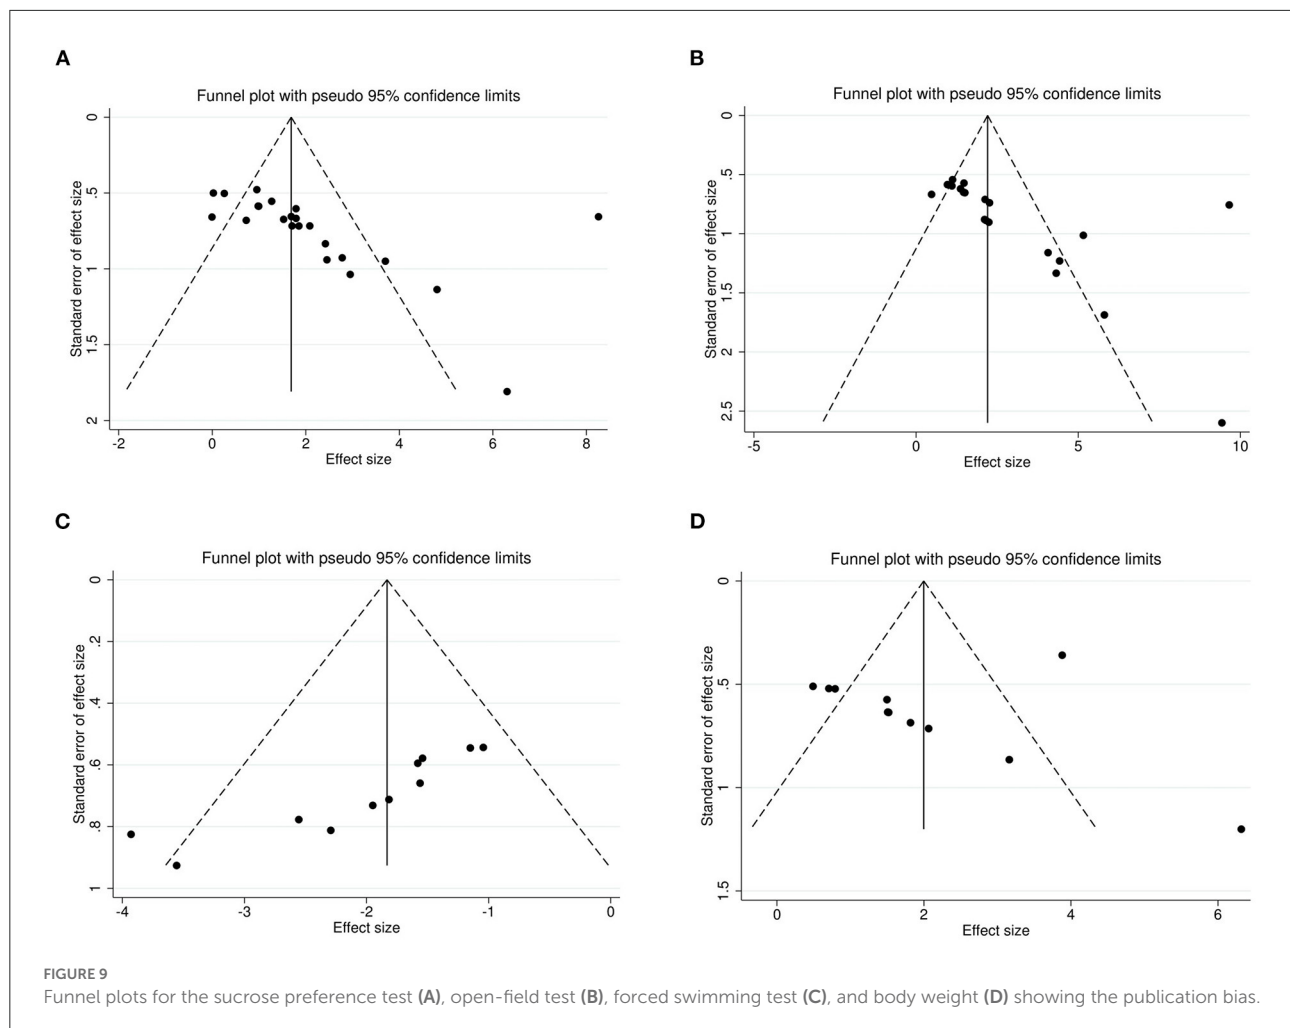 A
Funnel plot with pseudo 95% confidence limits
Standard error of effect size
0
.5
1
1.5
2
-2
0
2
4
6
8
Effect size
B
Funnel plot with pseudo 95% confidence limits
Standard error of effect size
0
.5
1
1.5
2
2.5
-5
0
5
10
Effect size
C
Funnel plot with pseudo 95% confidence limits
Standard error of effect size
0
.2
.4
.6
.8
1
-4
-3
-2
-1
0
Effect size
D
Funnel plot with pseudo 95% confidence limits
Standard error of effect size
0
.5
1
1.5
0
2
4
6
Effect size
FIGURE 9
Funnel plots for the sucrose preference test (A), open-field test (B), forced swimming test (C), and body weight (D) showing the publication bias.